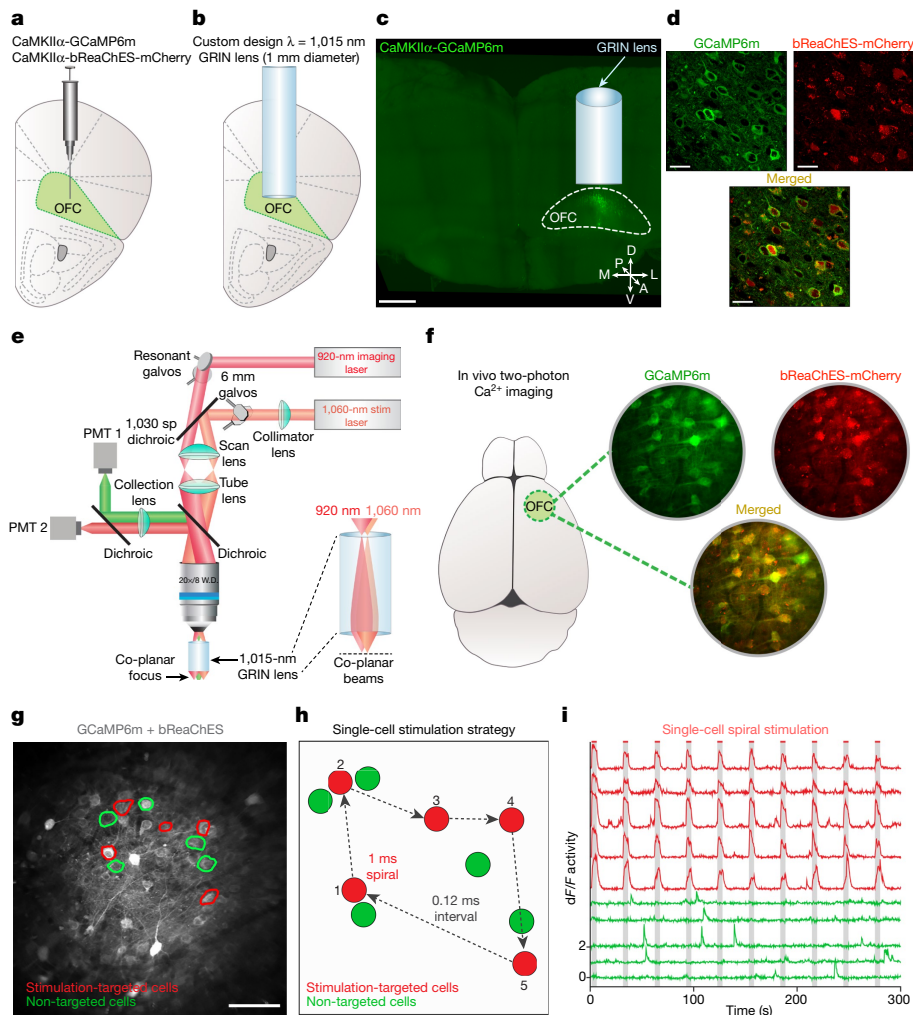 a
CaMKIIα-GCaMP6m
CaMKIIα-bReaChES-mCherry
OFC
b
Custom design λ = 1,015 nm
GRIN lens (1 mm diameter)
OFC
c
CaMKIIα-GCaMP6m
GRIN lens
OFC
D
P
M
L
A
V
d
GCaMP6m
bReaChES-mCherry
Merged
e
Resonant
galvos
920-nm imaging
laser
6 mm
galvos
1,060-nm stim
laser
1,030 sp
dichroic
Collimator
lens
PMT 1
Scan
lens
Collection
lens
Tube
lens
PMT 2
Dichroic
Dichroic
920 nm
1,060 nm
20×/8 W.D.
Co-planar
focus
1,015-nm
GRIN lens
Co-planar
beams
f
In vivo two-photon
Ca²⁺ imaging
GCaMP6m
bReaChES-mCherry
OFC
Merged
g
GCaMP6m + bReaChES
Stimulation-targeted cells
Non-targeted cells
h
Single-cell stimulation strategy
2
3
4
1 ms
spiral
1
0.12 ms
interval
5
Stimulation-targeted cells
Non-targeted cells
i
Single-cell spiral stimulation
dF/F activity
2
0
0
100
200
300
Time (s)